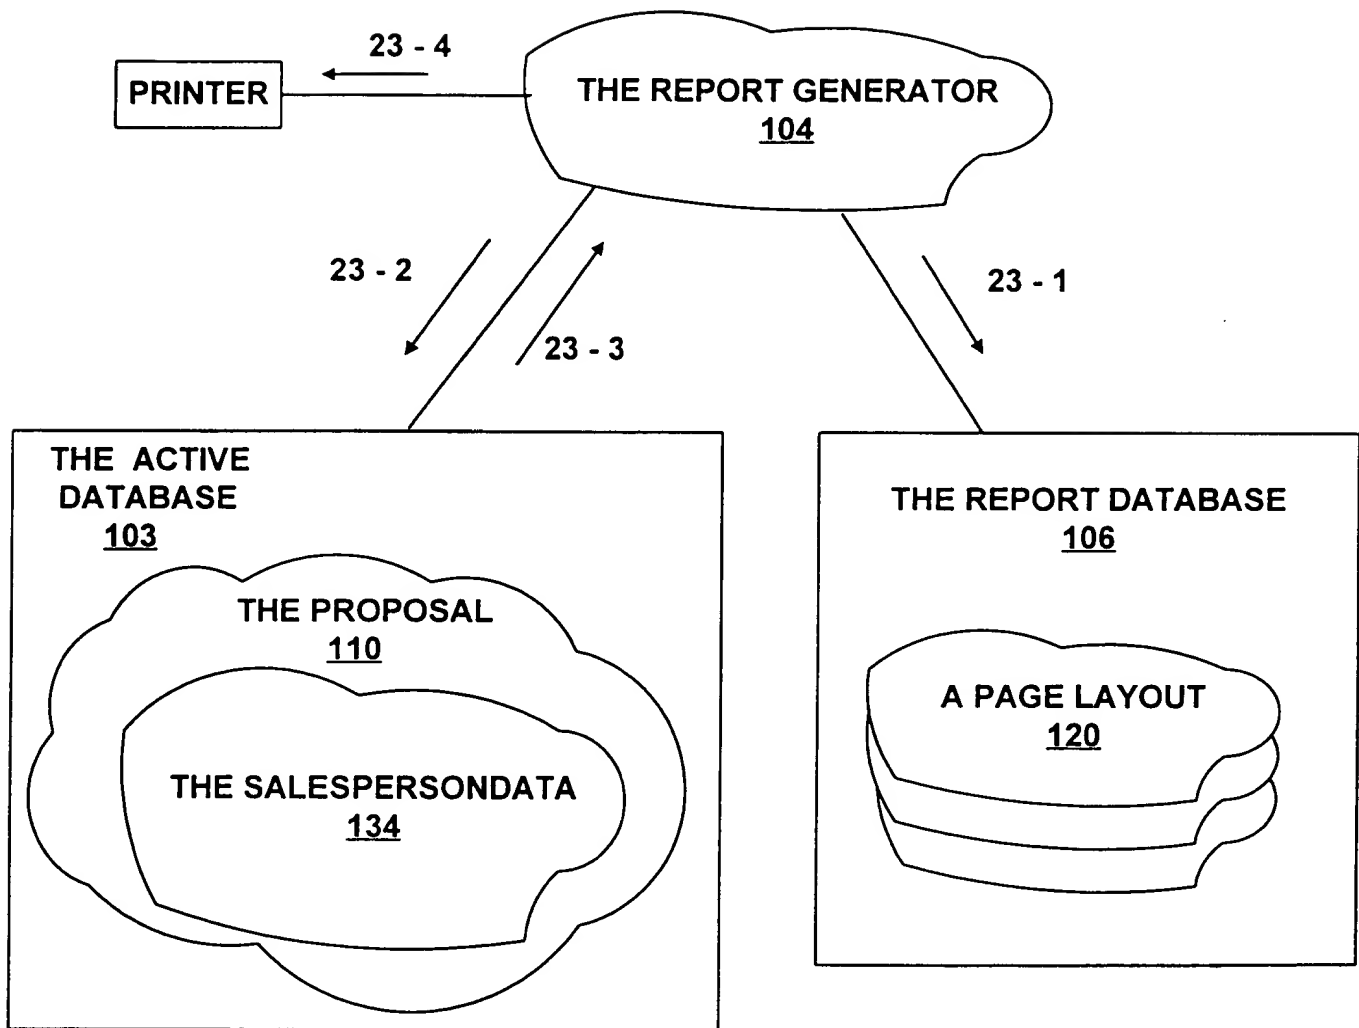 23 - 4
PRINTER
THE REPORT GENERATOR
104
23 - 2
23 - 3
23 - 1
THE ACTIVE
DATABASE
103
THE PROPOSAL
110
THE SALESPERSONDATA
134
THE REPORT DATABASE
106
A PAGE LAYOUT
120